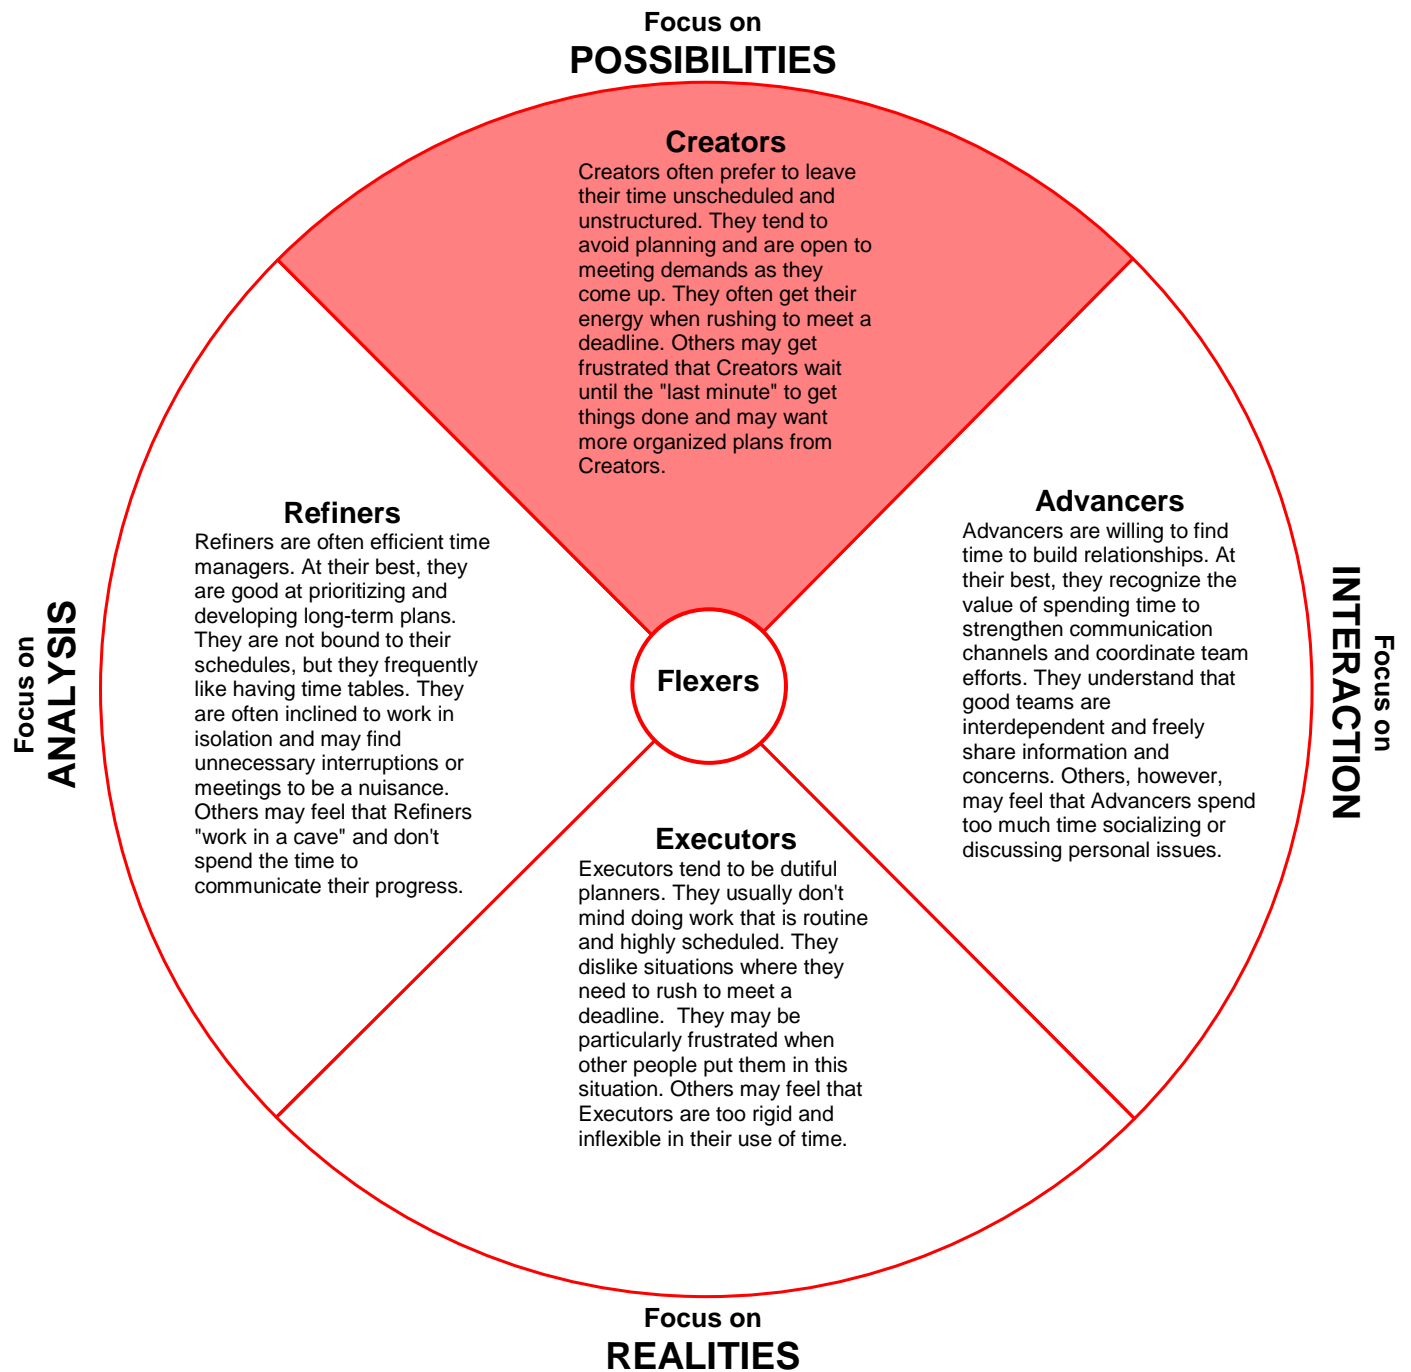 Focus on
POSSIBILITIES
Creators
Creators often prefer to leave
their time unscheduled and
unstructured. They tend to
avoid planning and are open to
meeting demands as they
come up. They often get their
energy when rushing to meet a
deadline. Others may get
frustrated that Creators wait
until the "last minute" to get
things done and may want
more organized plans from
Creators.
Focus on
ANALYSIS
Refiners
Refiners are often efficient time
managers. At their best, they
are good at prioritizing and
developing long-term plans.
They are not bound to their
schedules, but they frequently
like having time tables. They
are often inclined to work in
isolation and may find
unnecessary interruptions or
meetings to be a nuisance.
Others may feel that Refiners
"work in a cave" and don't
spend the time to
communicate their progress.
Flexers
Advancers
Advancers are willing to find
time to build relationships. At
their best, they recognize the
value of spending time to
strengthen communication
channels and coordinate team
efforts. They understand that
good teams are
interdependent and freely
share information and
concerns. Others, however,
may feel that Advancers spend
too much time socializing or
discussing personal issues.
Focus on
INTERACTION
Executors
Executors tend to be dutiful
planners. They usually don't
mind doing work that is routine
and highly scheduled. They
dislike situations where they
need to rush to meet a
deadline.  They may be
particularly frustrated when
other people put them in this
situation. Others may feel that
Executors are too rigid and
inflexible in their use of time.
Focus on
REALITIES